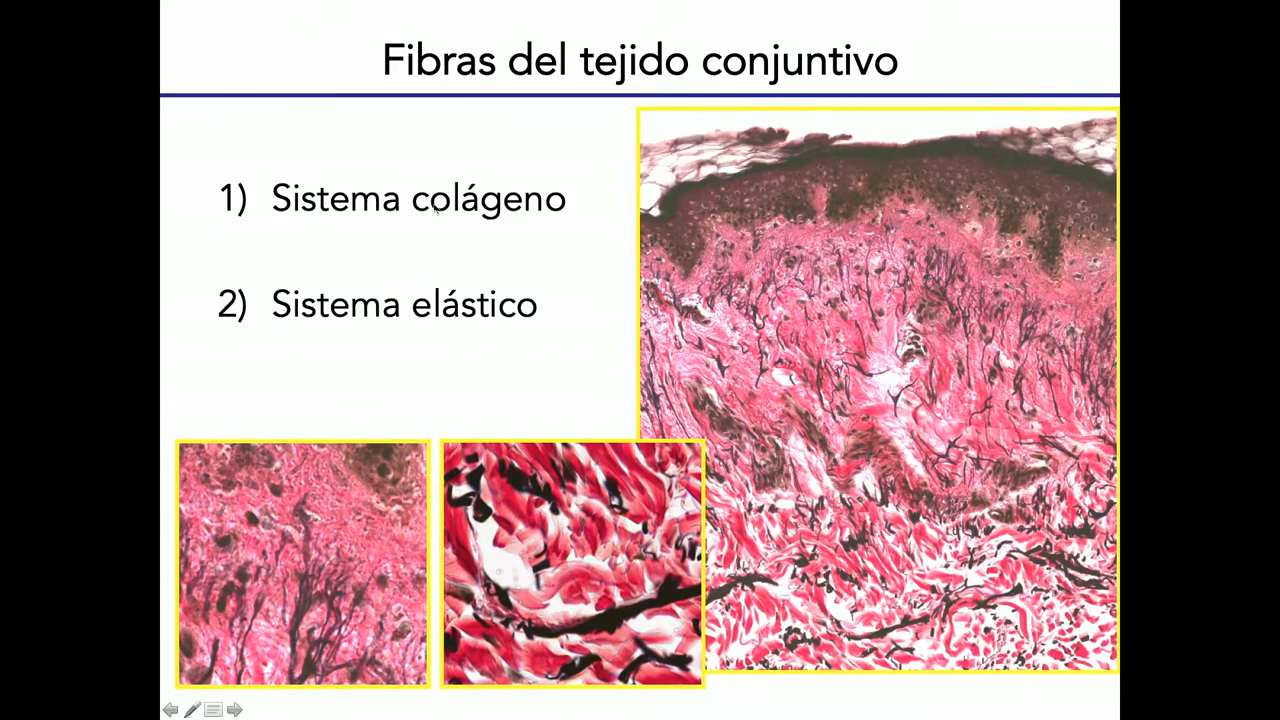 Fibras del tejido conjuntivo
1) Sistema colágeno
2) Sistema elástico